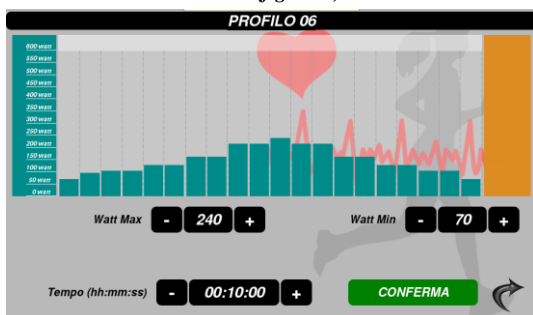 PROFILO 06
600 watt
550 watt
500 watt
450 watt
400 watt
350 watt
300 watt
250 watt
200 watt
150 watt
100 watt
50 watt
0 watt
Watt Max - 240 + Watt Min - 70 +
Tempo (hh:mm:ss) - 00:10:00 + CONFERMA